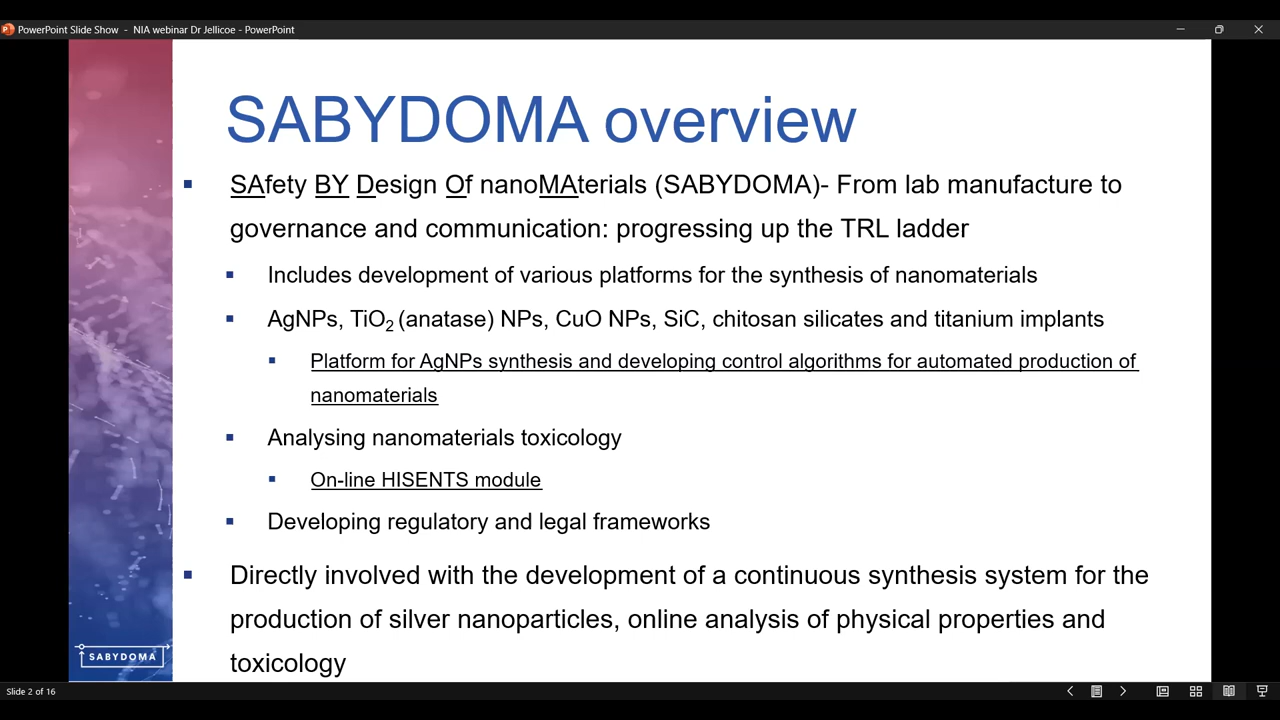 PowerPoint Slide Show - NIA webinar Dr Jellicoe - PowerPoint
SABYDOMA overview
SAfety BY Design Of nanoMAterials (SABYDOMA)- From lab manufacture to
governance and communication: progressing up the TRL ladder
Includes development of various platforms for the synthesis of nanomaterials
AgNPs, TiO2 (anatase) NPs, CuO NPs, SiC, chitosan silicates and titanium implants
Platform for AgNPs synthesis and developing control algorithms for automated production of
nanomaterials
Analysing nanomaterials toxicology
On-line HISENTS module
Developing regulatory and legal frameworks
Directly involved with the development of a continuous synthesis system for the
production of silver nanoparticles, online analysis of physical properties and
toxicology
SABYDOMA
Slide 2 of 16